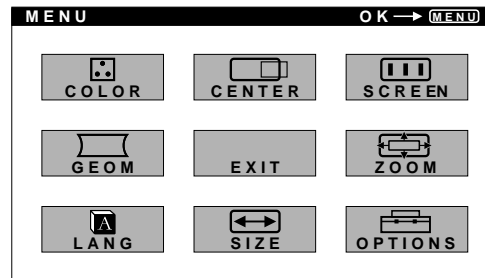 MENU OK → MENU
COLOR CENTER SCREEN
GEOM EXIT ZOOM
A
LANG SIZE OPTIONS